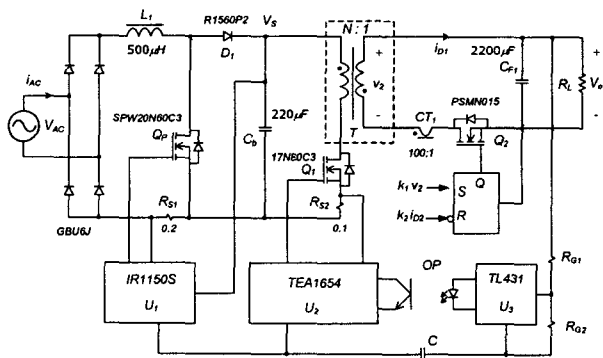 L₁
500μH
R1560P2
D₁
V_S
N : 1
T
v₂
+
-
i_D1
2200μF
C_F1
R_L
V_o
+
-
i_AC
V_AC
SPW20N60C3
Q_P
220μF
C_b
17N60C3
Q₁
CT₁
100:1
PSMN015
Q₂
k₁v₂
k₂i_D2
S
Q
R
R_S1
0.2
R_S2
0.1
GBU6J
IR1150S
U₁
TEA1654
U₂
OP
TL431
U₃
R_G1
R_G2
C